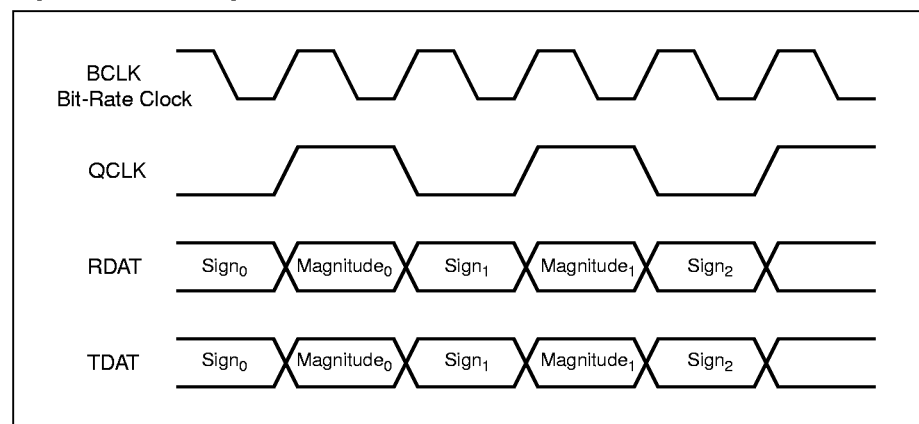 BCLK
Bit-Rate Clock
QCLK
RDAT Sign₀ Magnitude₀ Sign₁ Magnitude₁ Sign₂
TDAT Sign₀ Magnitude₀ Sign₁ Magnitude₁ Sign₂